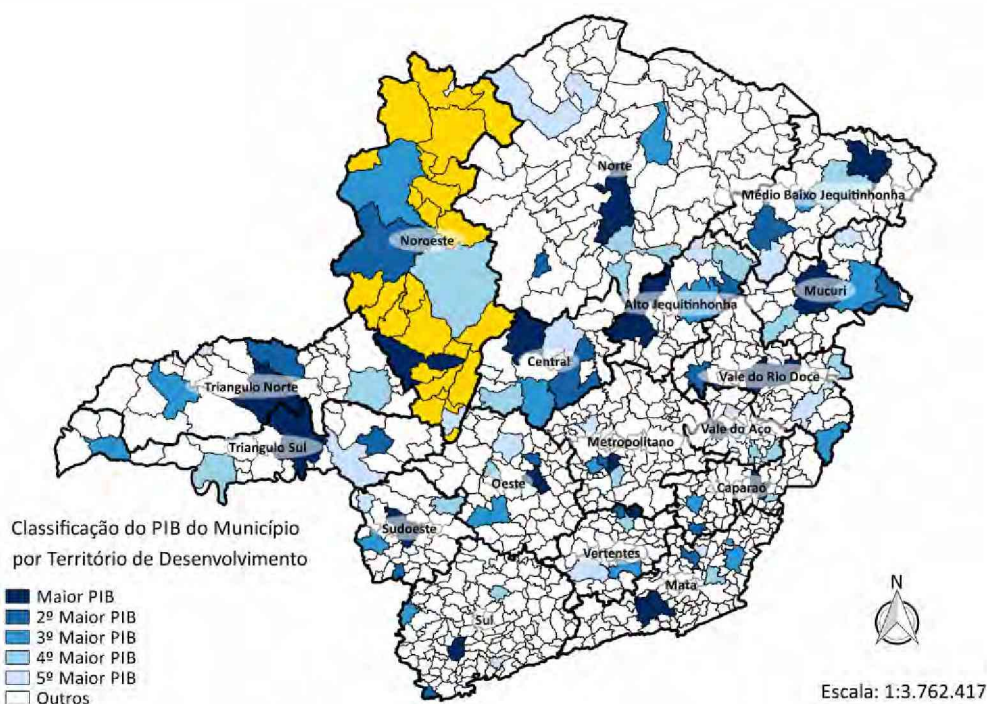 Norte
Médio Baixo Jequitinhonha
Noroeste
Mucuri
Alto Jequitinhonha
Central
Triangulo Norte
Vale do Rio Doce
Vale do Aço
Metropolitano
Triangulo Sul
Oeste
Caparaó
Sudoeste
Vertentes
Mata
Sul
Classificação do PIB do Município
por Território de Desenvolvimento
Maior PIB
2º Maior PIB
3º Maior PIB
4º Maior PIB
5º Maior PIB
Outros
N
Escala: 1:3.762.417